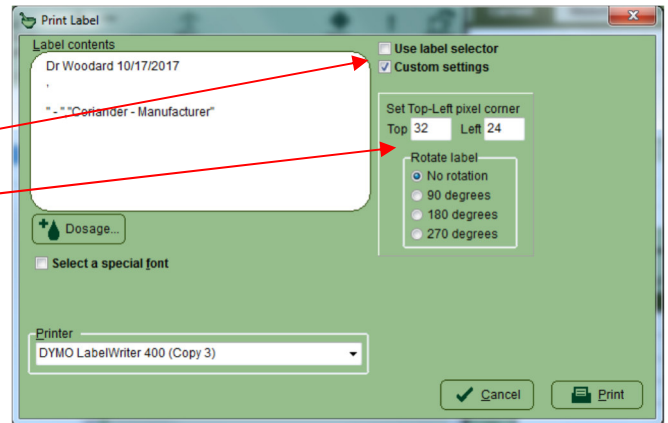 Print Label
Label contents
Dr Woodard 10/17/2017
,
" - ","Coriander - Manufacturer"
Use label selector
Custom settings
Set Top-Left pixel corner
Top 32 Left 24
Rotate label
No rotation
90 degrees
180 degrees
270 degrees
Dosage...
Select a special font
Printer
DYMO LabelWriter 400 (Copy 3)
Cancel
Print